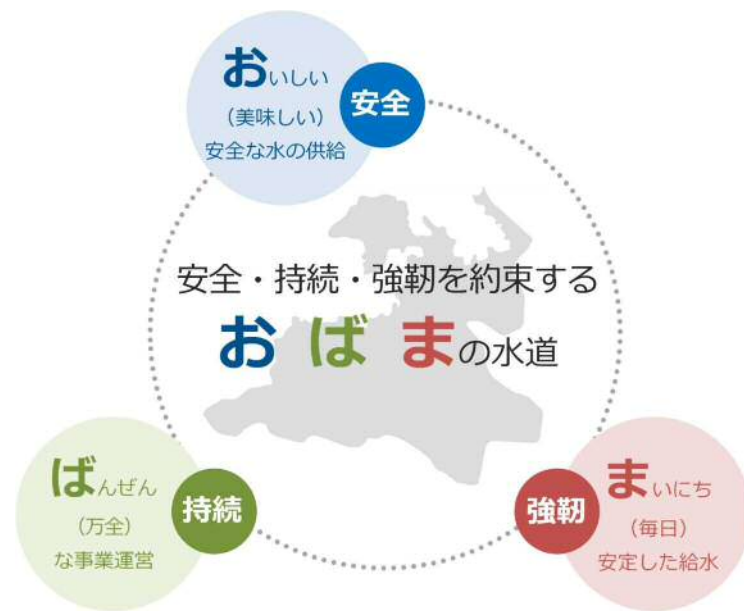 おいしい
(美味しい)
安全な水の供給
安全
安全・持続・強靭を約束する
おばまの水道
ばんぜん
(万全)
な事業運営
持続
強靭
まいにち
(毎日)
安定した給水